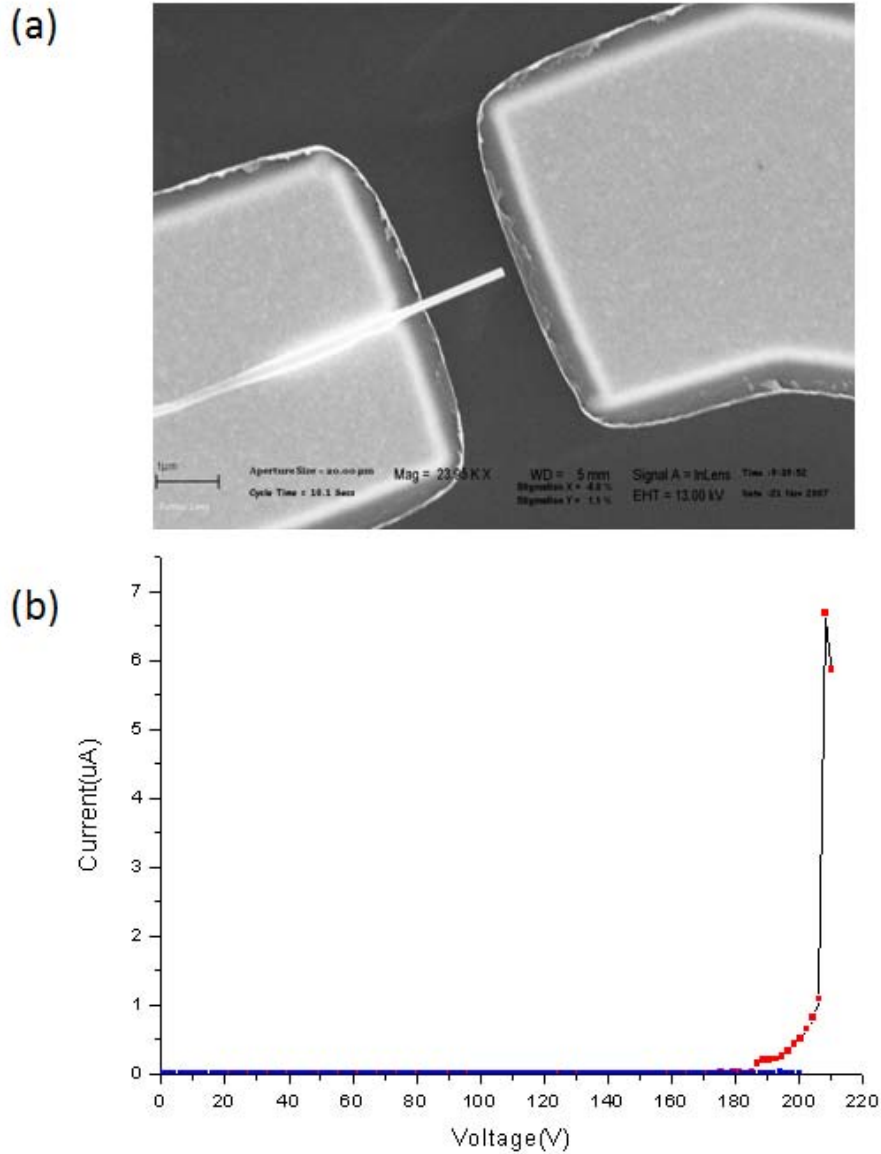 (a)
1µm
Aperture Size = 20.00 µm
Mag = 23.95 K X
WD = 5 mm
Signal A = InLens
Cycle Time = 10.1 Secs
EHT = 13.00 kV
(b)
7
6
5
4
3
2
1
0
Current(uA)
0 20 40 60 80 100 120 140 160 180 200 220
Voltage(V)